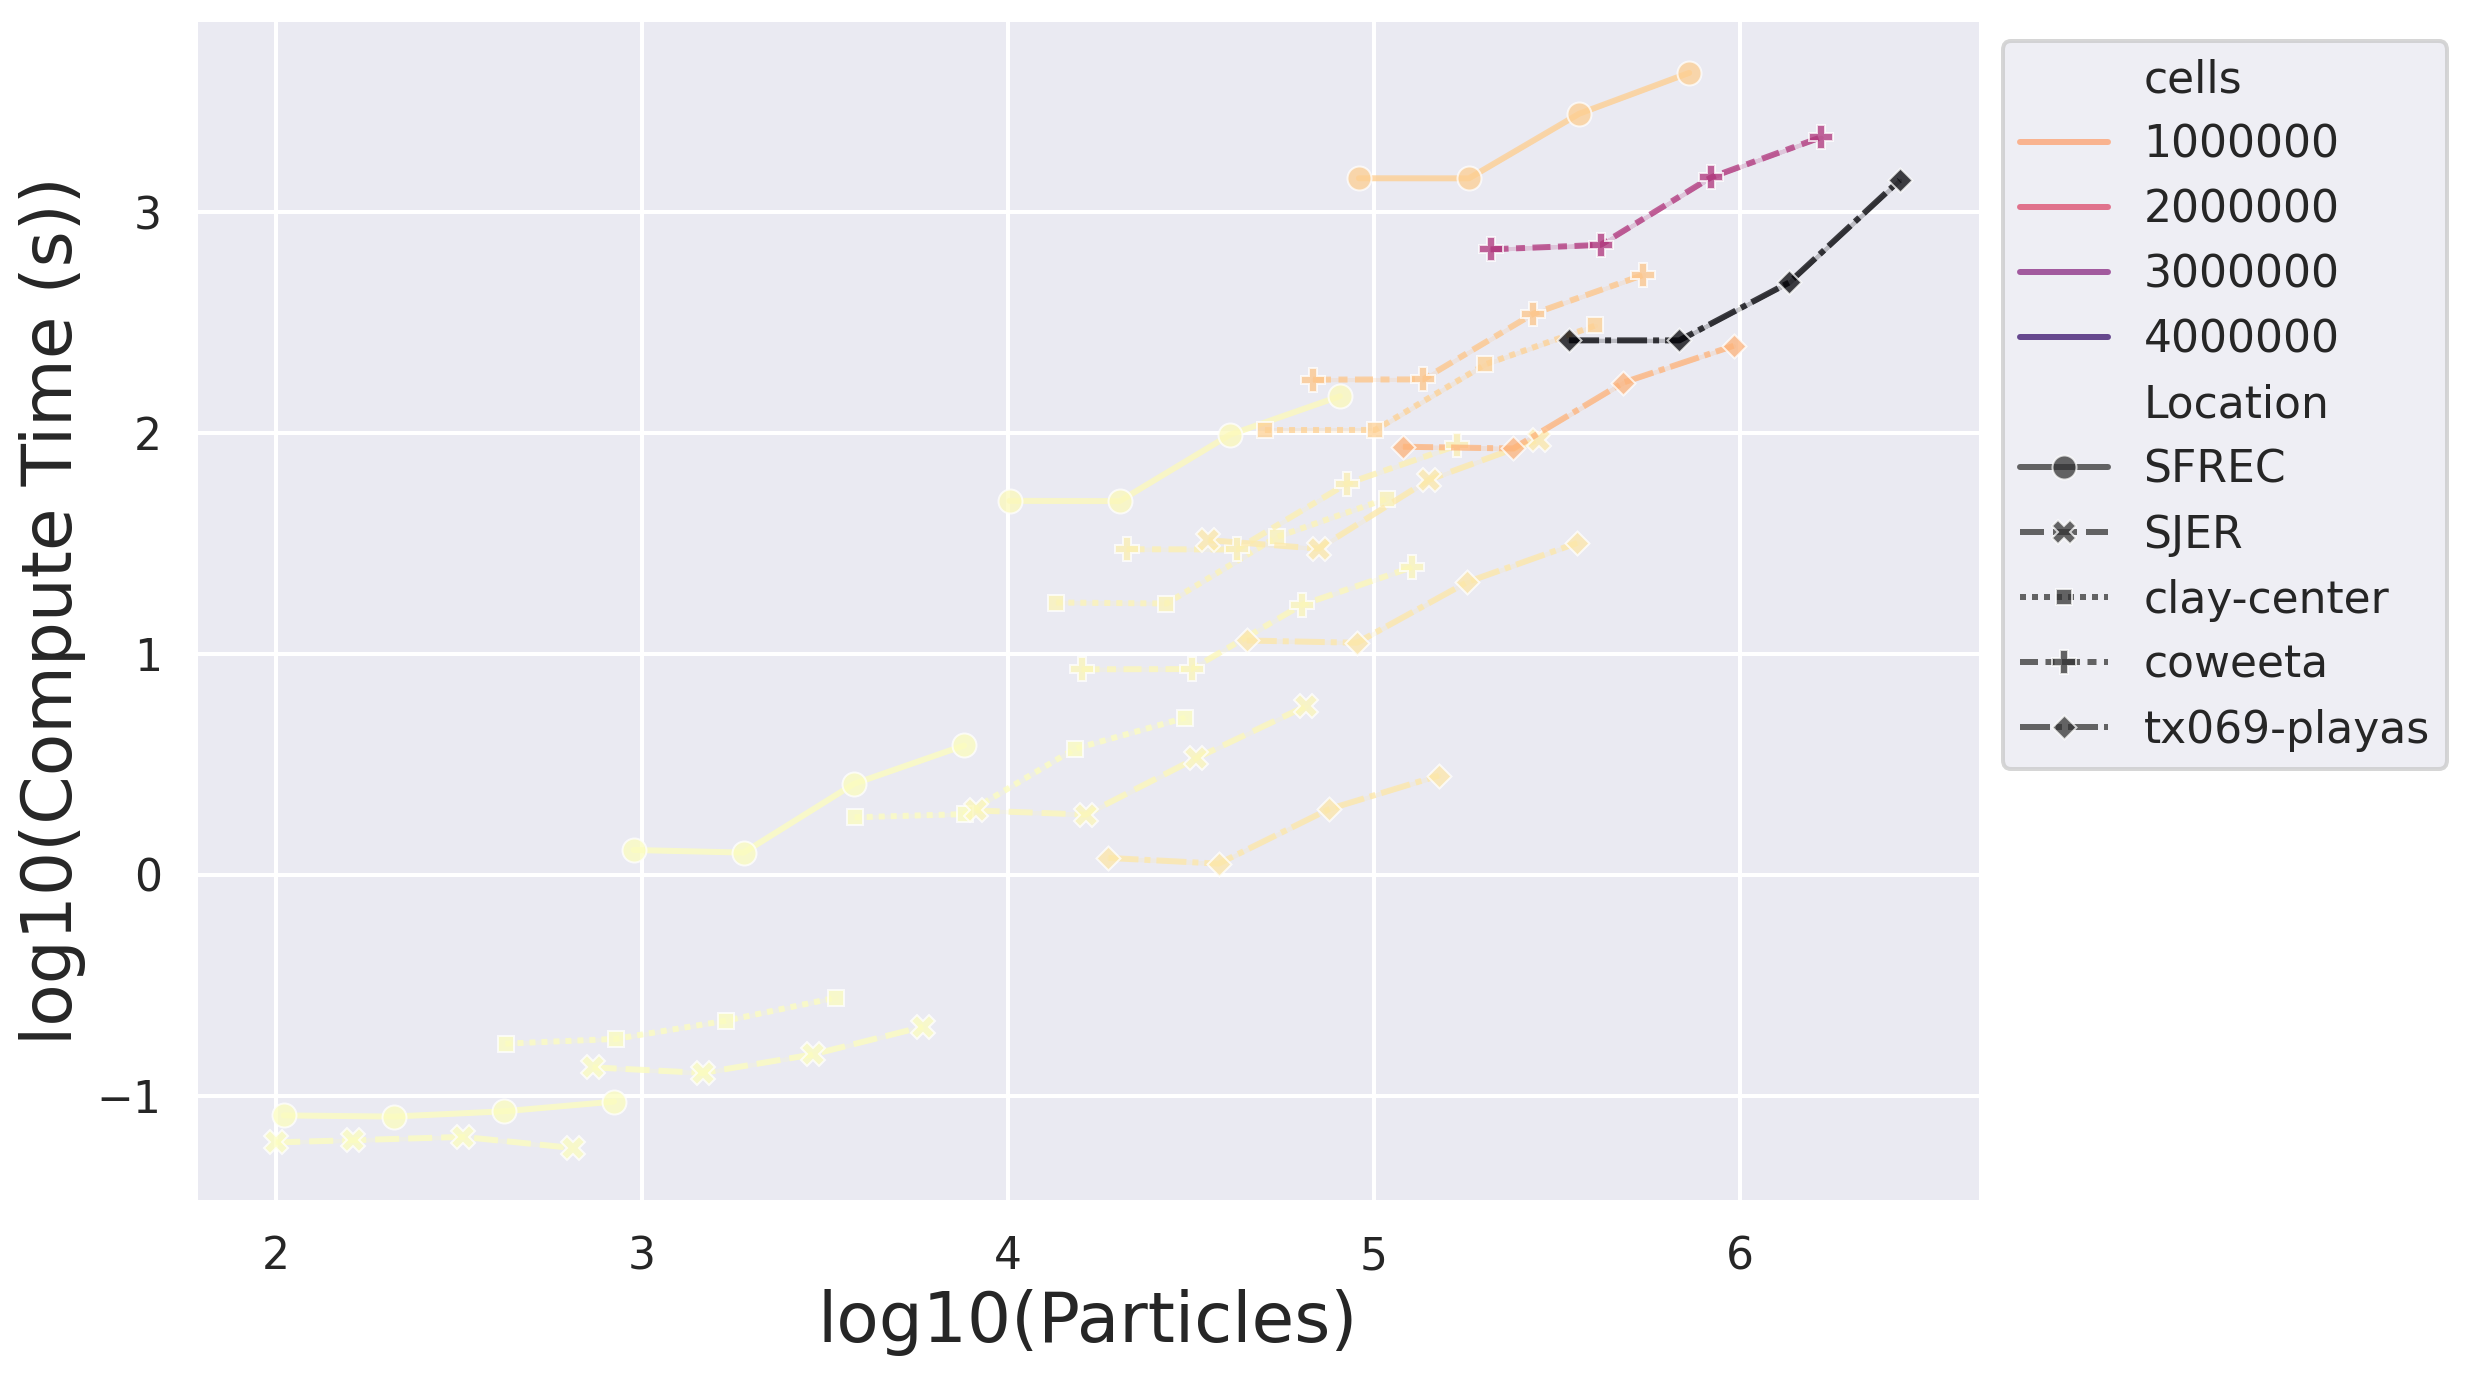 log10(Compute Time (s))
3
2
1
0
−1
2 3 4 5 6
log10(Particles)
cells
1000000
2000000
3000000
4000000
Location
SFREC
SJER
clay-center
coweeta
tx069-playas